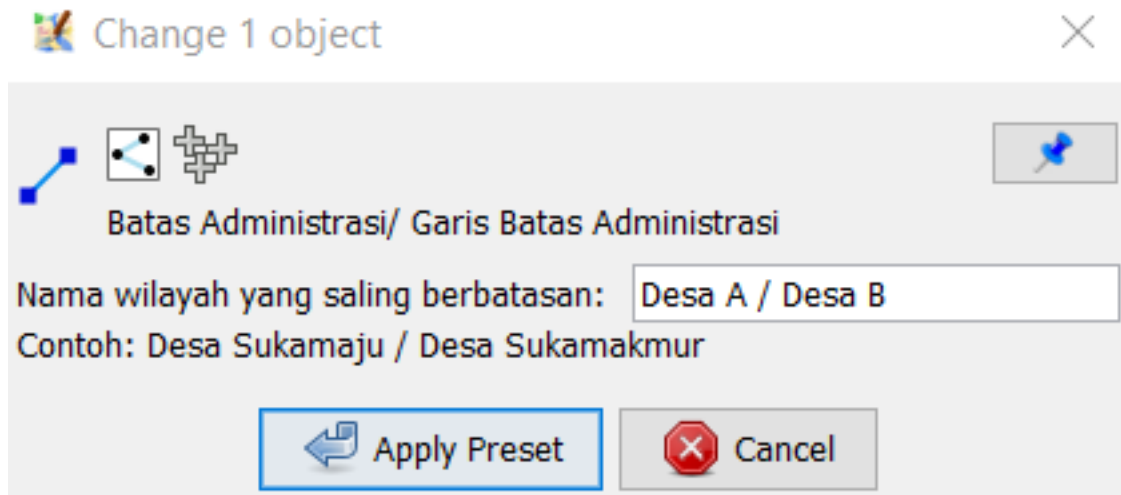 Change 1 object
Batas Administrasi/ Garis Batas Administrasi
Nama wilayah yang saling berbatasan: Desa A / Desa B
Contoh: Desa Sukamaju / Desa Sukamakmur
Apply Preset Cancel